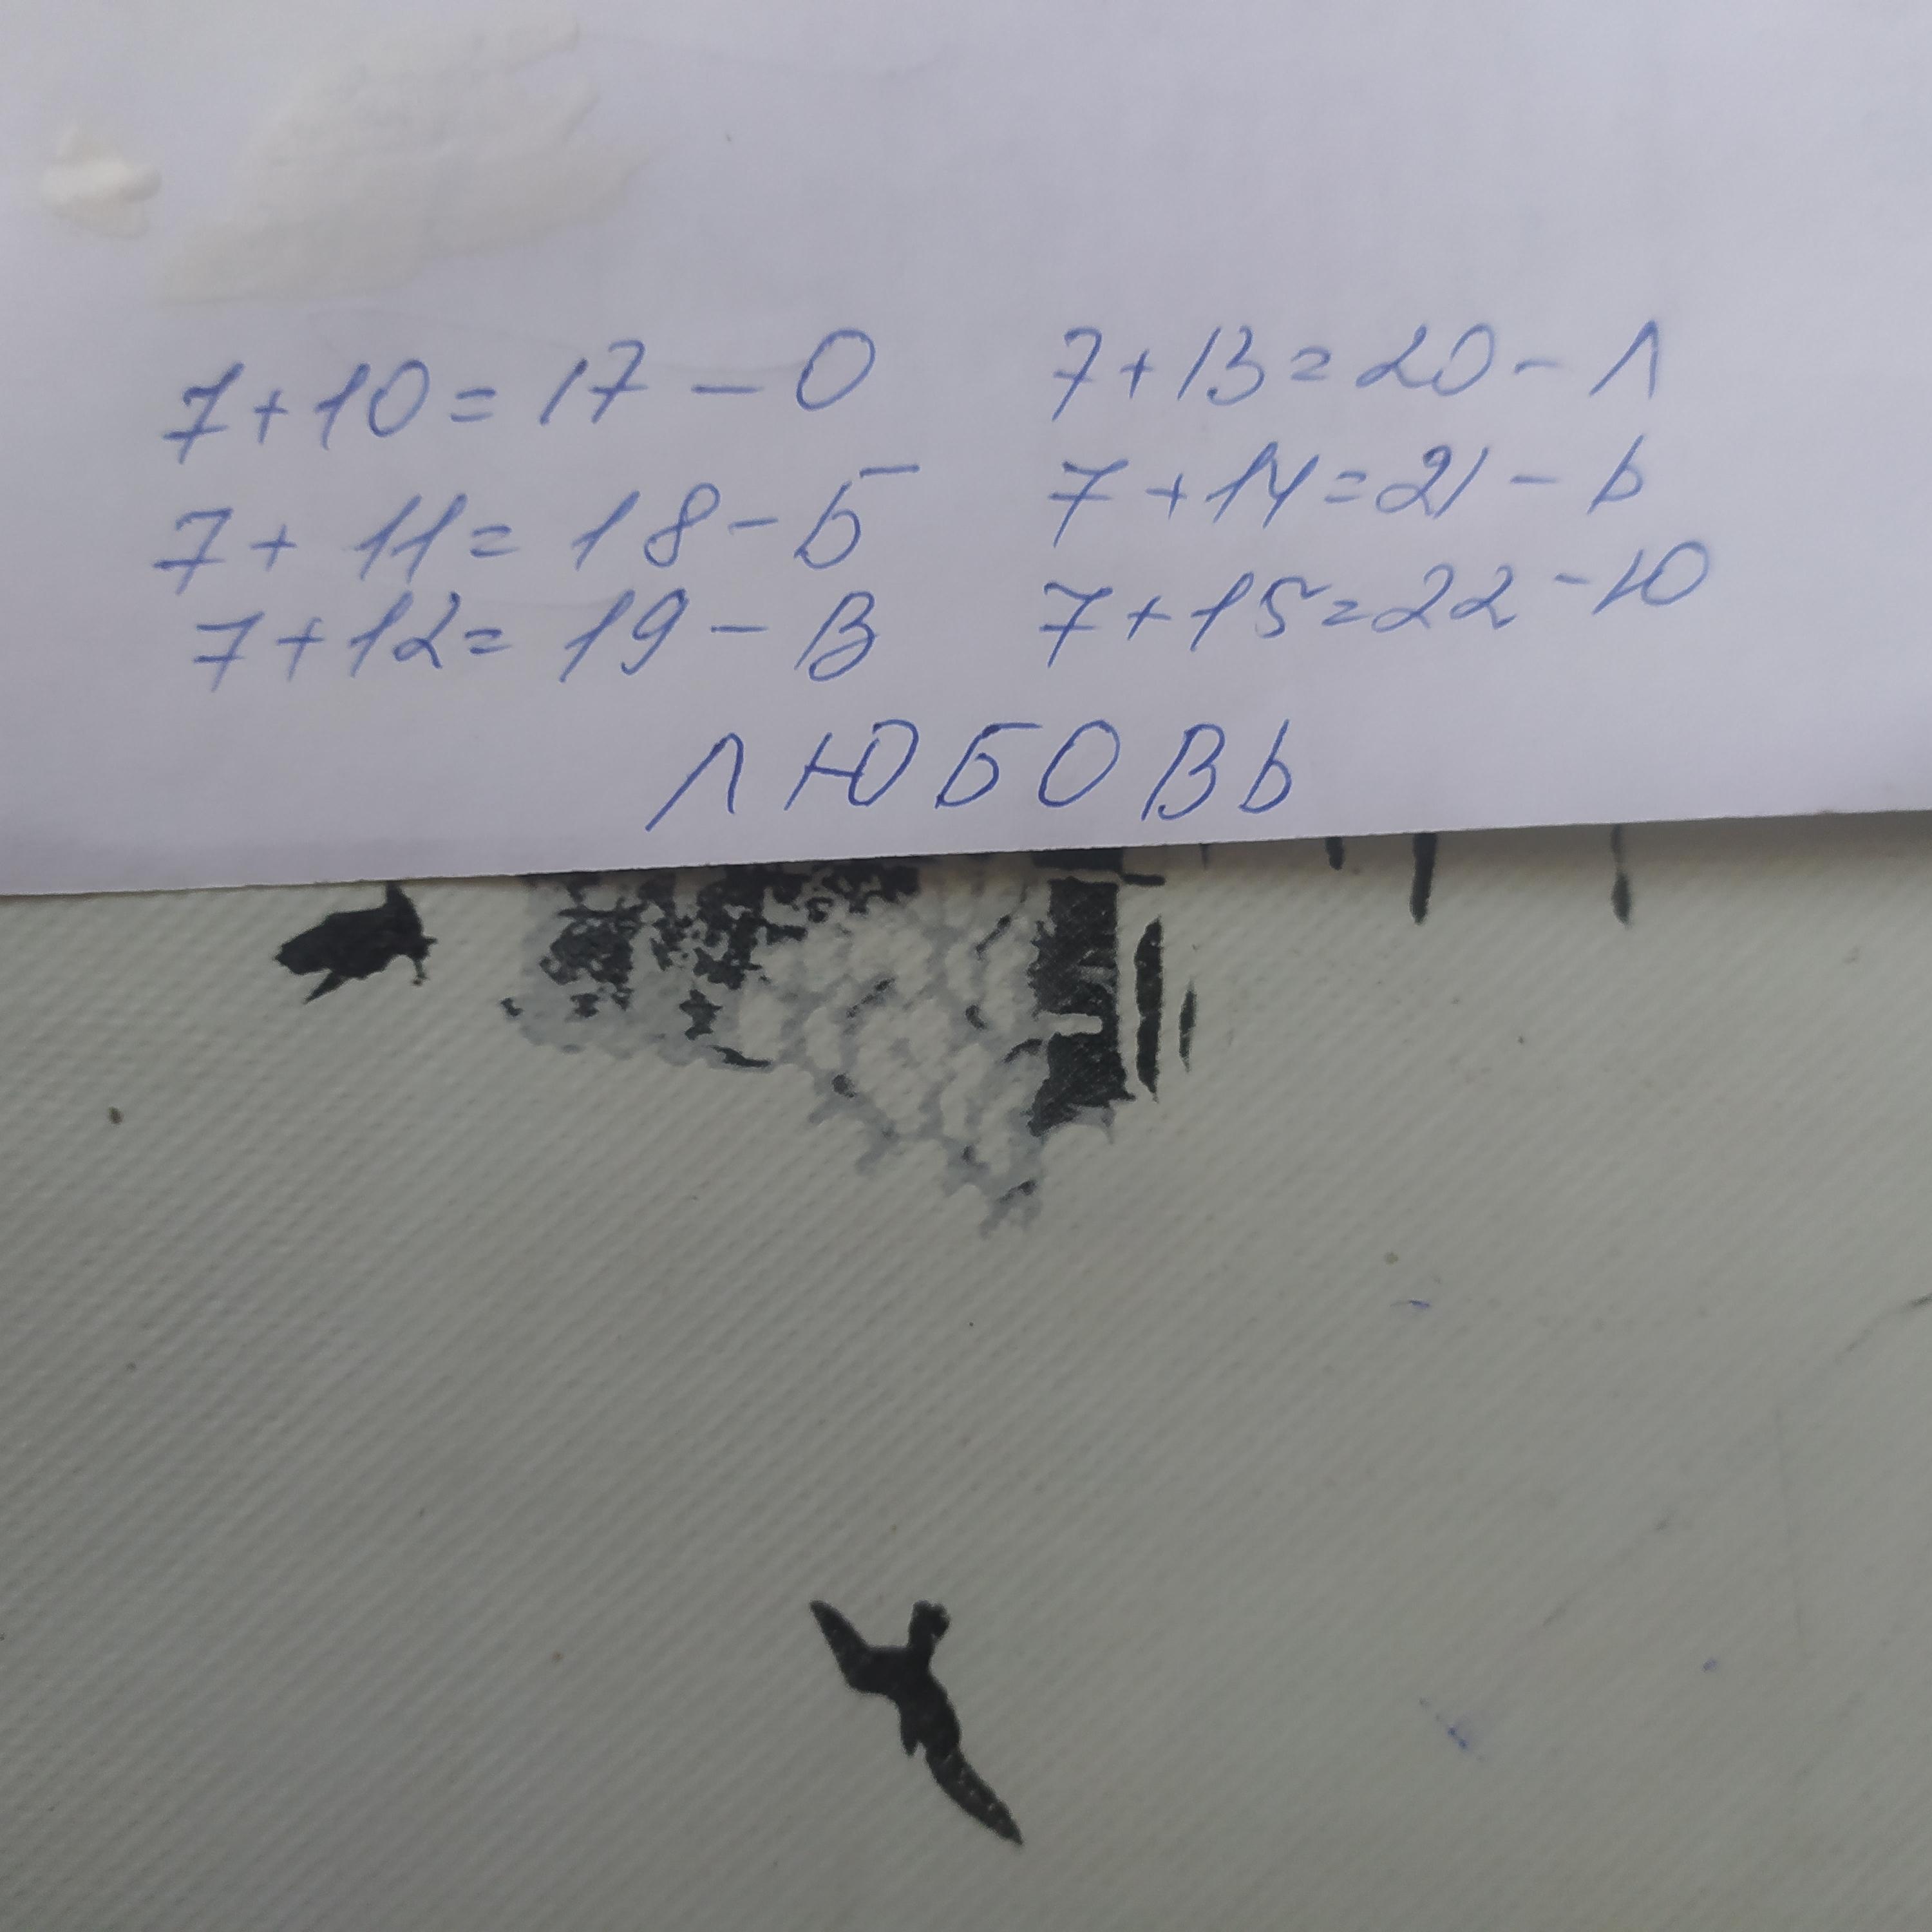 7+10=17-О
7+11=18-Б
7+12=19-В
7+13=20-Л
7+14=21-Ь
7+15=22-Ю
ЛЮБОВЬ